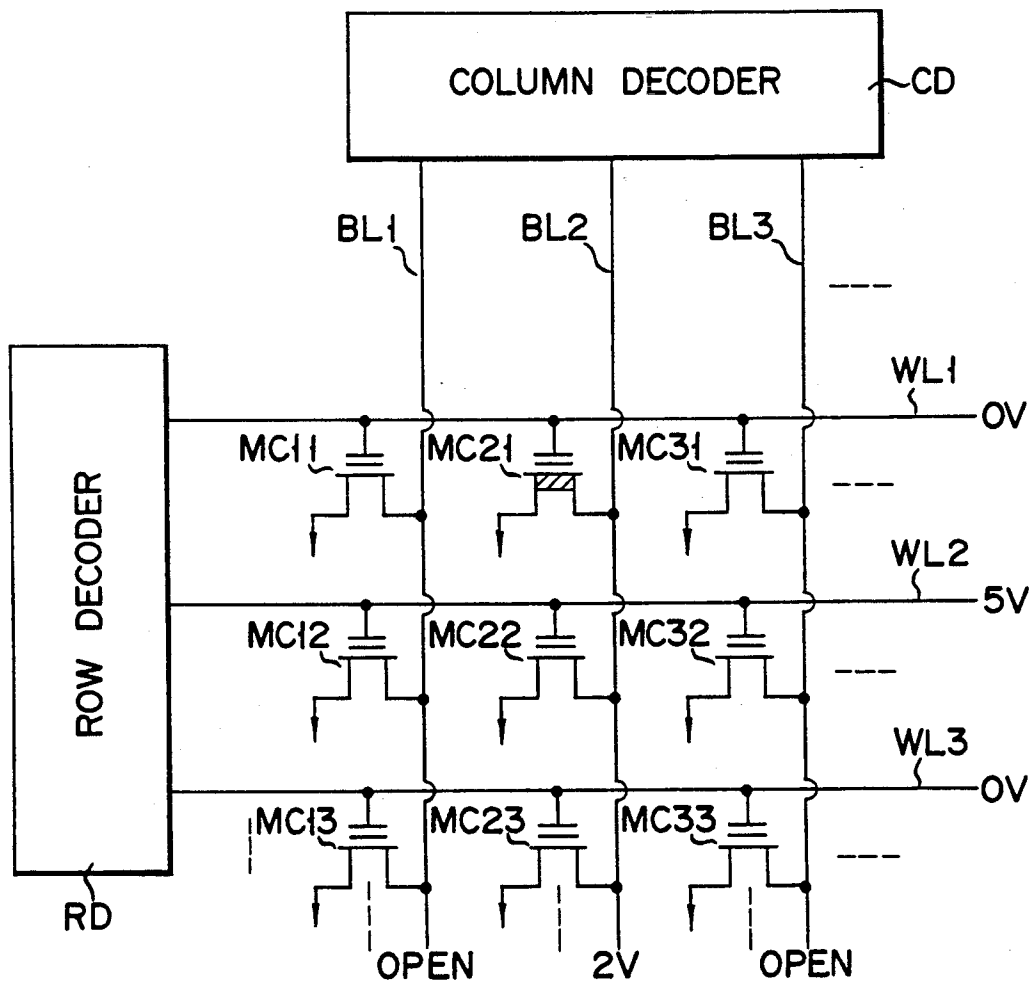 COLUMN DECODER
CD
BL1
BL2
BL3
WL1
0V
MC11
MC21
MC31
ROW DECODER
WL2
5V
MC12
MC22
MC32
WL3
0V
MC13
MC23
MC33
RD
OPEN
2V
OPEN